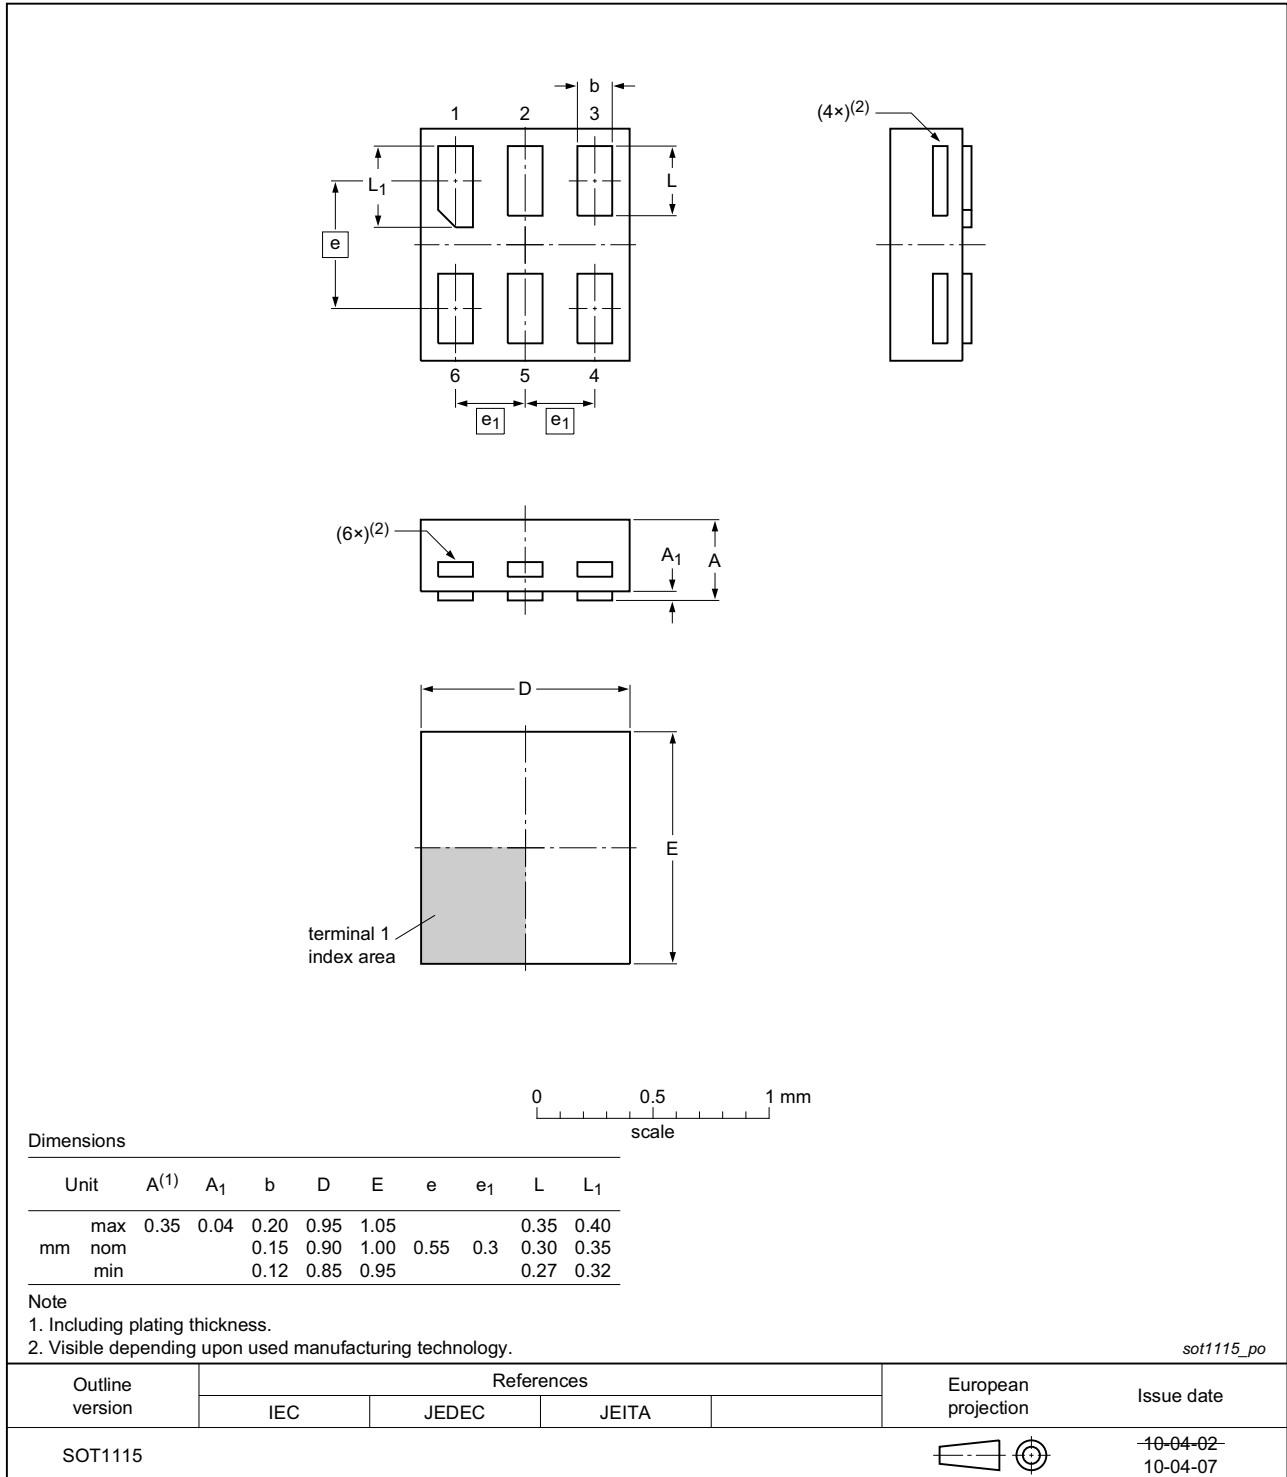 b
1 2 3
(4×)(2)
L1
L
e
6 5 4
e1 e1
(6×)(2)
A1 A
D
E
terminal 1
index area
0 0.5 1 mm
scale
Dimensions
Unit A(1) A1 b D E e e1 L L1
max 0.35 0.04 0.20 0.95 1.05 0.35 0.40
mm nom 0.15 0.90 1.00 0.55 0.3 0.30 0.35
min 0.12 0.85 0.95 0.27 0.32
Note
1. Including plating thickness.
2. Visible depending upon used manufacturing technology.
sot1115_po
Outline version
References
European projection
Issue date
IEC JEDEC JEITA
SOT1115
10-04-02
10-04-07